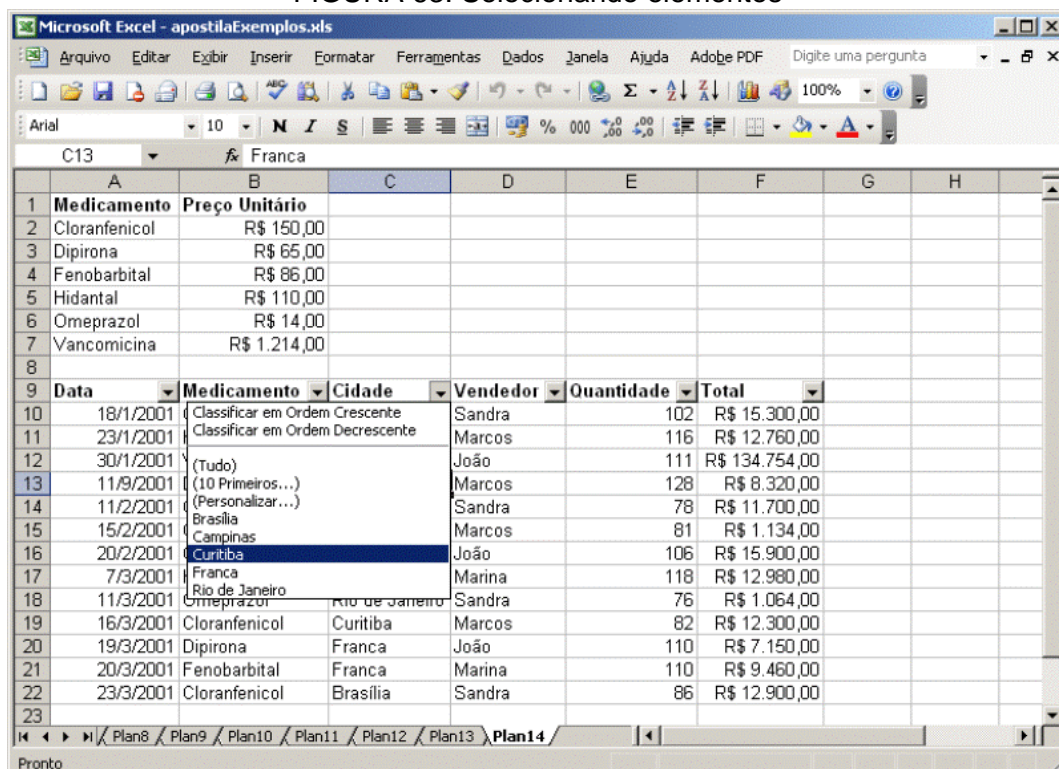 FIGURA 63: Selecionando elementos
Microsoft Excel - apostilaExemplos.xls
Arquivo Editar Exibir Inserir Formatar Ferramentas Dados Janela Ajuda Adobe PDF Digite uma pergunta
100%
Arial 10 N I S % 000
C13 fx Franca
A B C D E F G H
1 Medicamento Preço Unitário
2 Cloranfenicol R$ 150,00
3 Dipirona R$ 65,00
4 Fenobarbital R$ 86,00
5 Hidantal R$ 110,00
6 Omeprazol R$ 14,00
7 Vancomicina R$ 1.214,00
8
9 Data Medicamento Cidade Vendedor Quantidade Total
10 18/1/2001 Classificar em Ordem Crescente Sandra 102 R$ 15.300,00
11 23/1/2001 Classificar em Ordem Decrescente Marcos 116 R$ 12.760,00
12 30/1/2001 (Tudo) João 111 R$ 134.754,00
13 11/9/2001 (10 Primeiros...) Marcos 128 R$ 8.320,00
14 11/2/2001 (Personalizar...) Sandra 78 R$ 11.700,00
Brasília
15 15/2/2001 Campinas Marcos 81 R$ 1.134,00
16 20/2/2001 Curitiba João 106 R$ 15.900,00
17 7/3/2001 Franca Marina 118 R$ 12.980,00
Rio de Janeiro
18 11/3/2001 Omeprazol Rio de Janeiro Sandra 76 R$ 1.064,00
19 16/3/2001 Cloranfenicol Curitiba Marcos 82 R$ 12.300,00
20 19/3/2001 Dipirona Franca João 110 R$ 7.150,00
21 20/3/2001 Fenobarbital Franca Marina 110 R$ 9.460,00
22 23/3/2001 Cloranfenicol Brasília Sandra 86 R$ 12.900,00
23
Plan8 Plan9 Plan10 Plan11 Plan12 Plan13 Plan14
Pronto